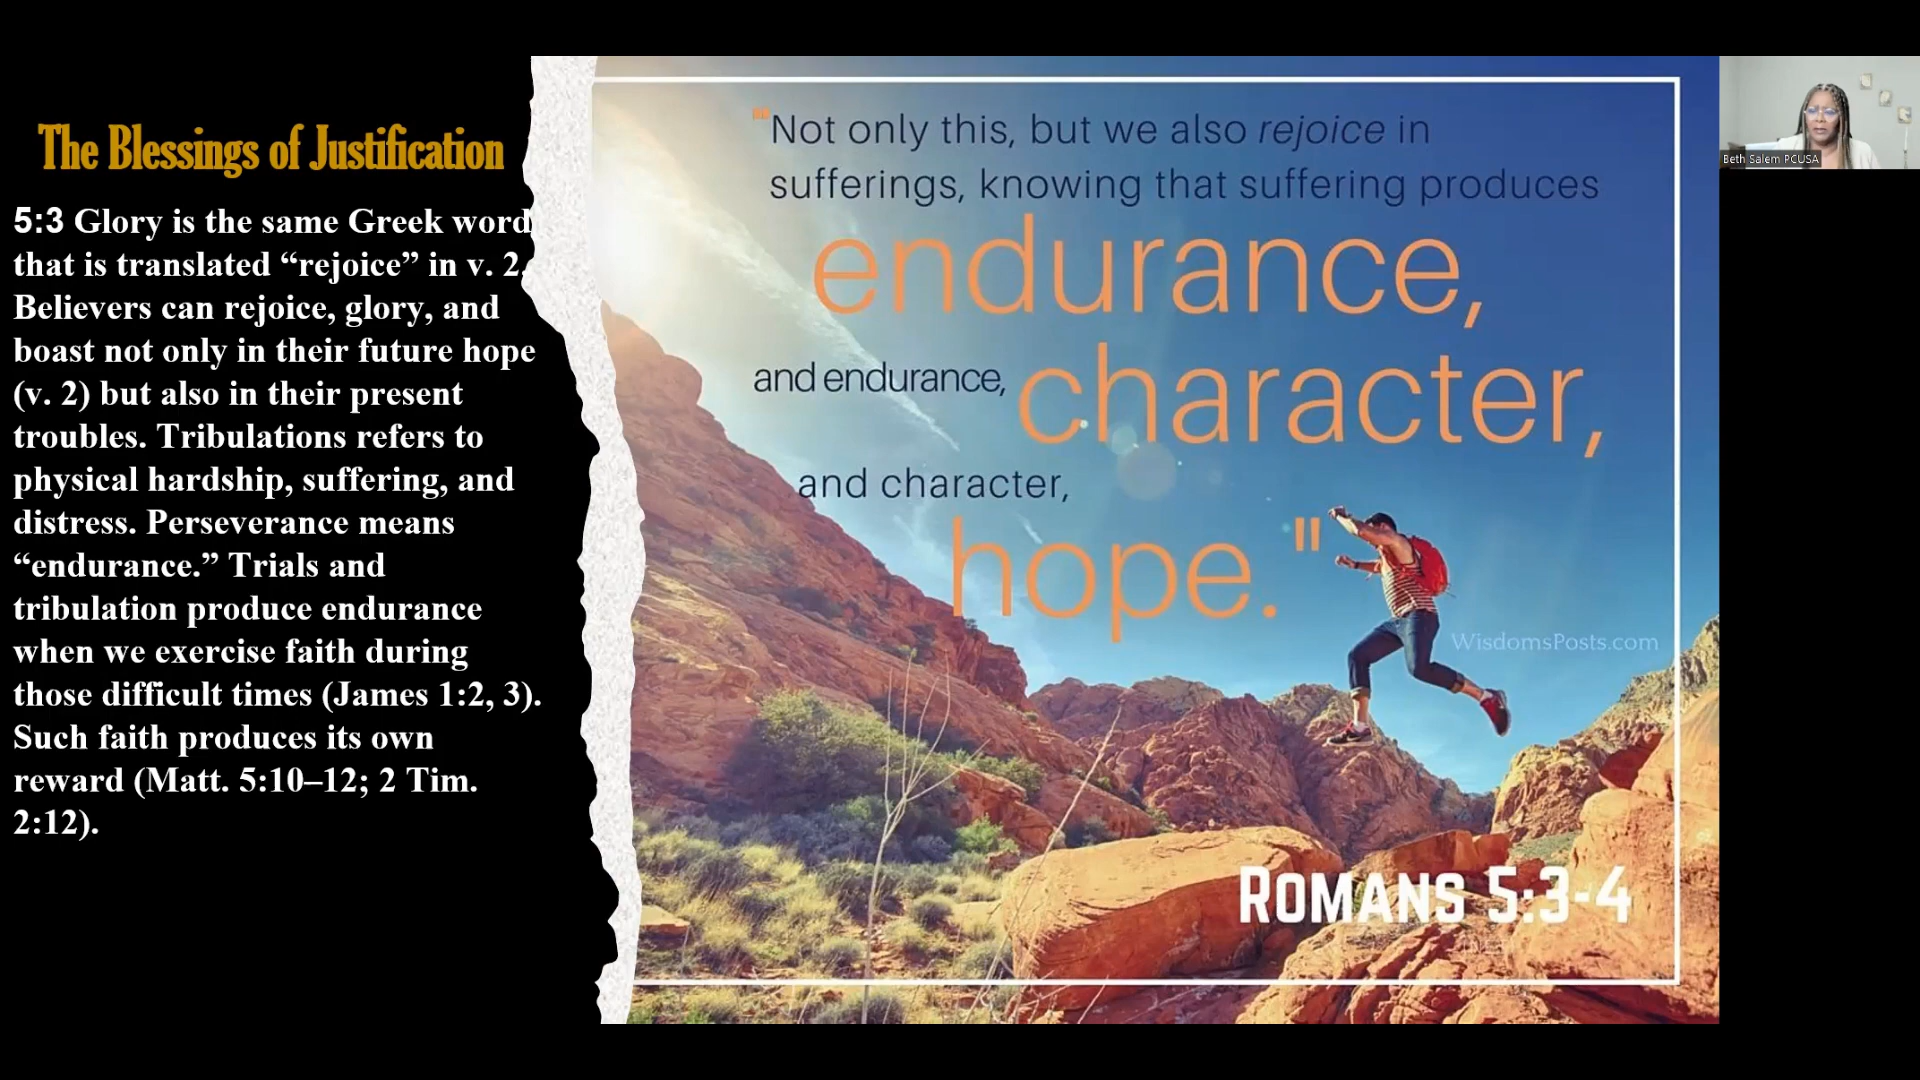 The Blessings of Justification
5:3 Glory is the same Greek word
that is translated “rejoice” in v. 2.
Believers can rejoice, glory, and
boast not only in their future hope
(v. 2) but also in their present
troubles. Tribulations refers to
physical hardship, suffering, and
distress. Perseverance means
“endurance.” Trials and
tribulation produce endurance
when we exercise faith during
those difficult times (James 1:2, 3).
Such faith produces its own
reward (Matt. 5:10–12; 2 Tim.
2:12).
"Not only this, but we also rejoice in
sufferings, knowing that suffering produces
endurance,
and endurance, character,
and character,
hope."
WisdomsPosts.com
ROMANS 5:3-4
Beth Salem PCUSA